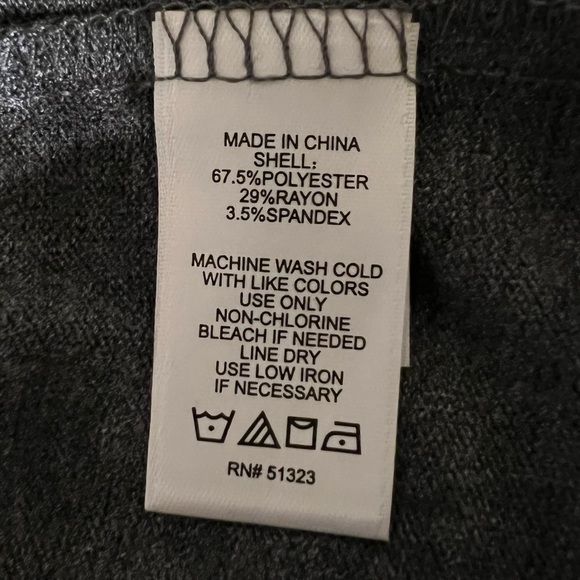 MADE IN CHINA
SHELL:
67.5%POLYESTER
29%RAYON
3.5%SPANDEX
MACHINE WASH COLD
WITH LIKE COLORS
USE ONLY
NON-CHLORINE
BLEACH IF NEEDED
LINE DRY
USE LOW IRON
IF NECESSARY
RN# 51323